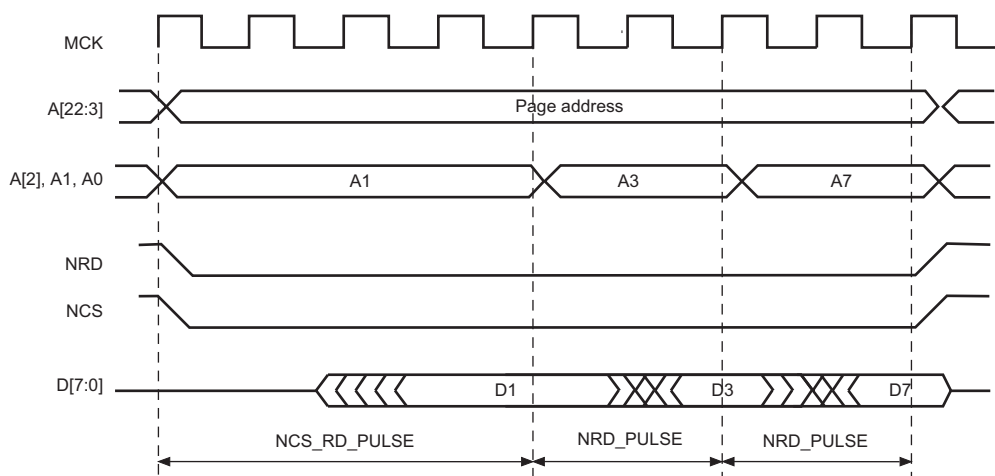 MCK
A[22:3]
Page address
A[2], A1, A0
A1
A3
A7
NRD
NCS
D[7:0]
D1
D3
D7
NCS_RD_PULSE
NRD_PULSE
NRD_PULSE